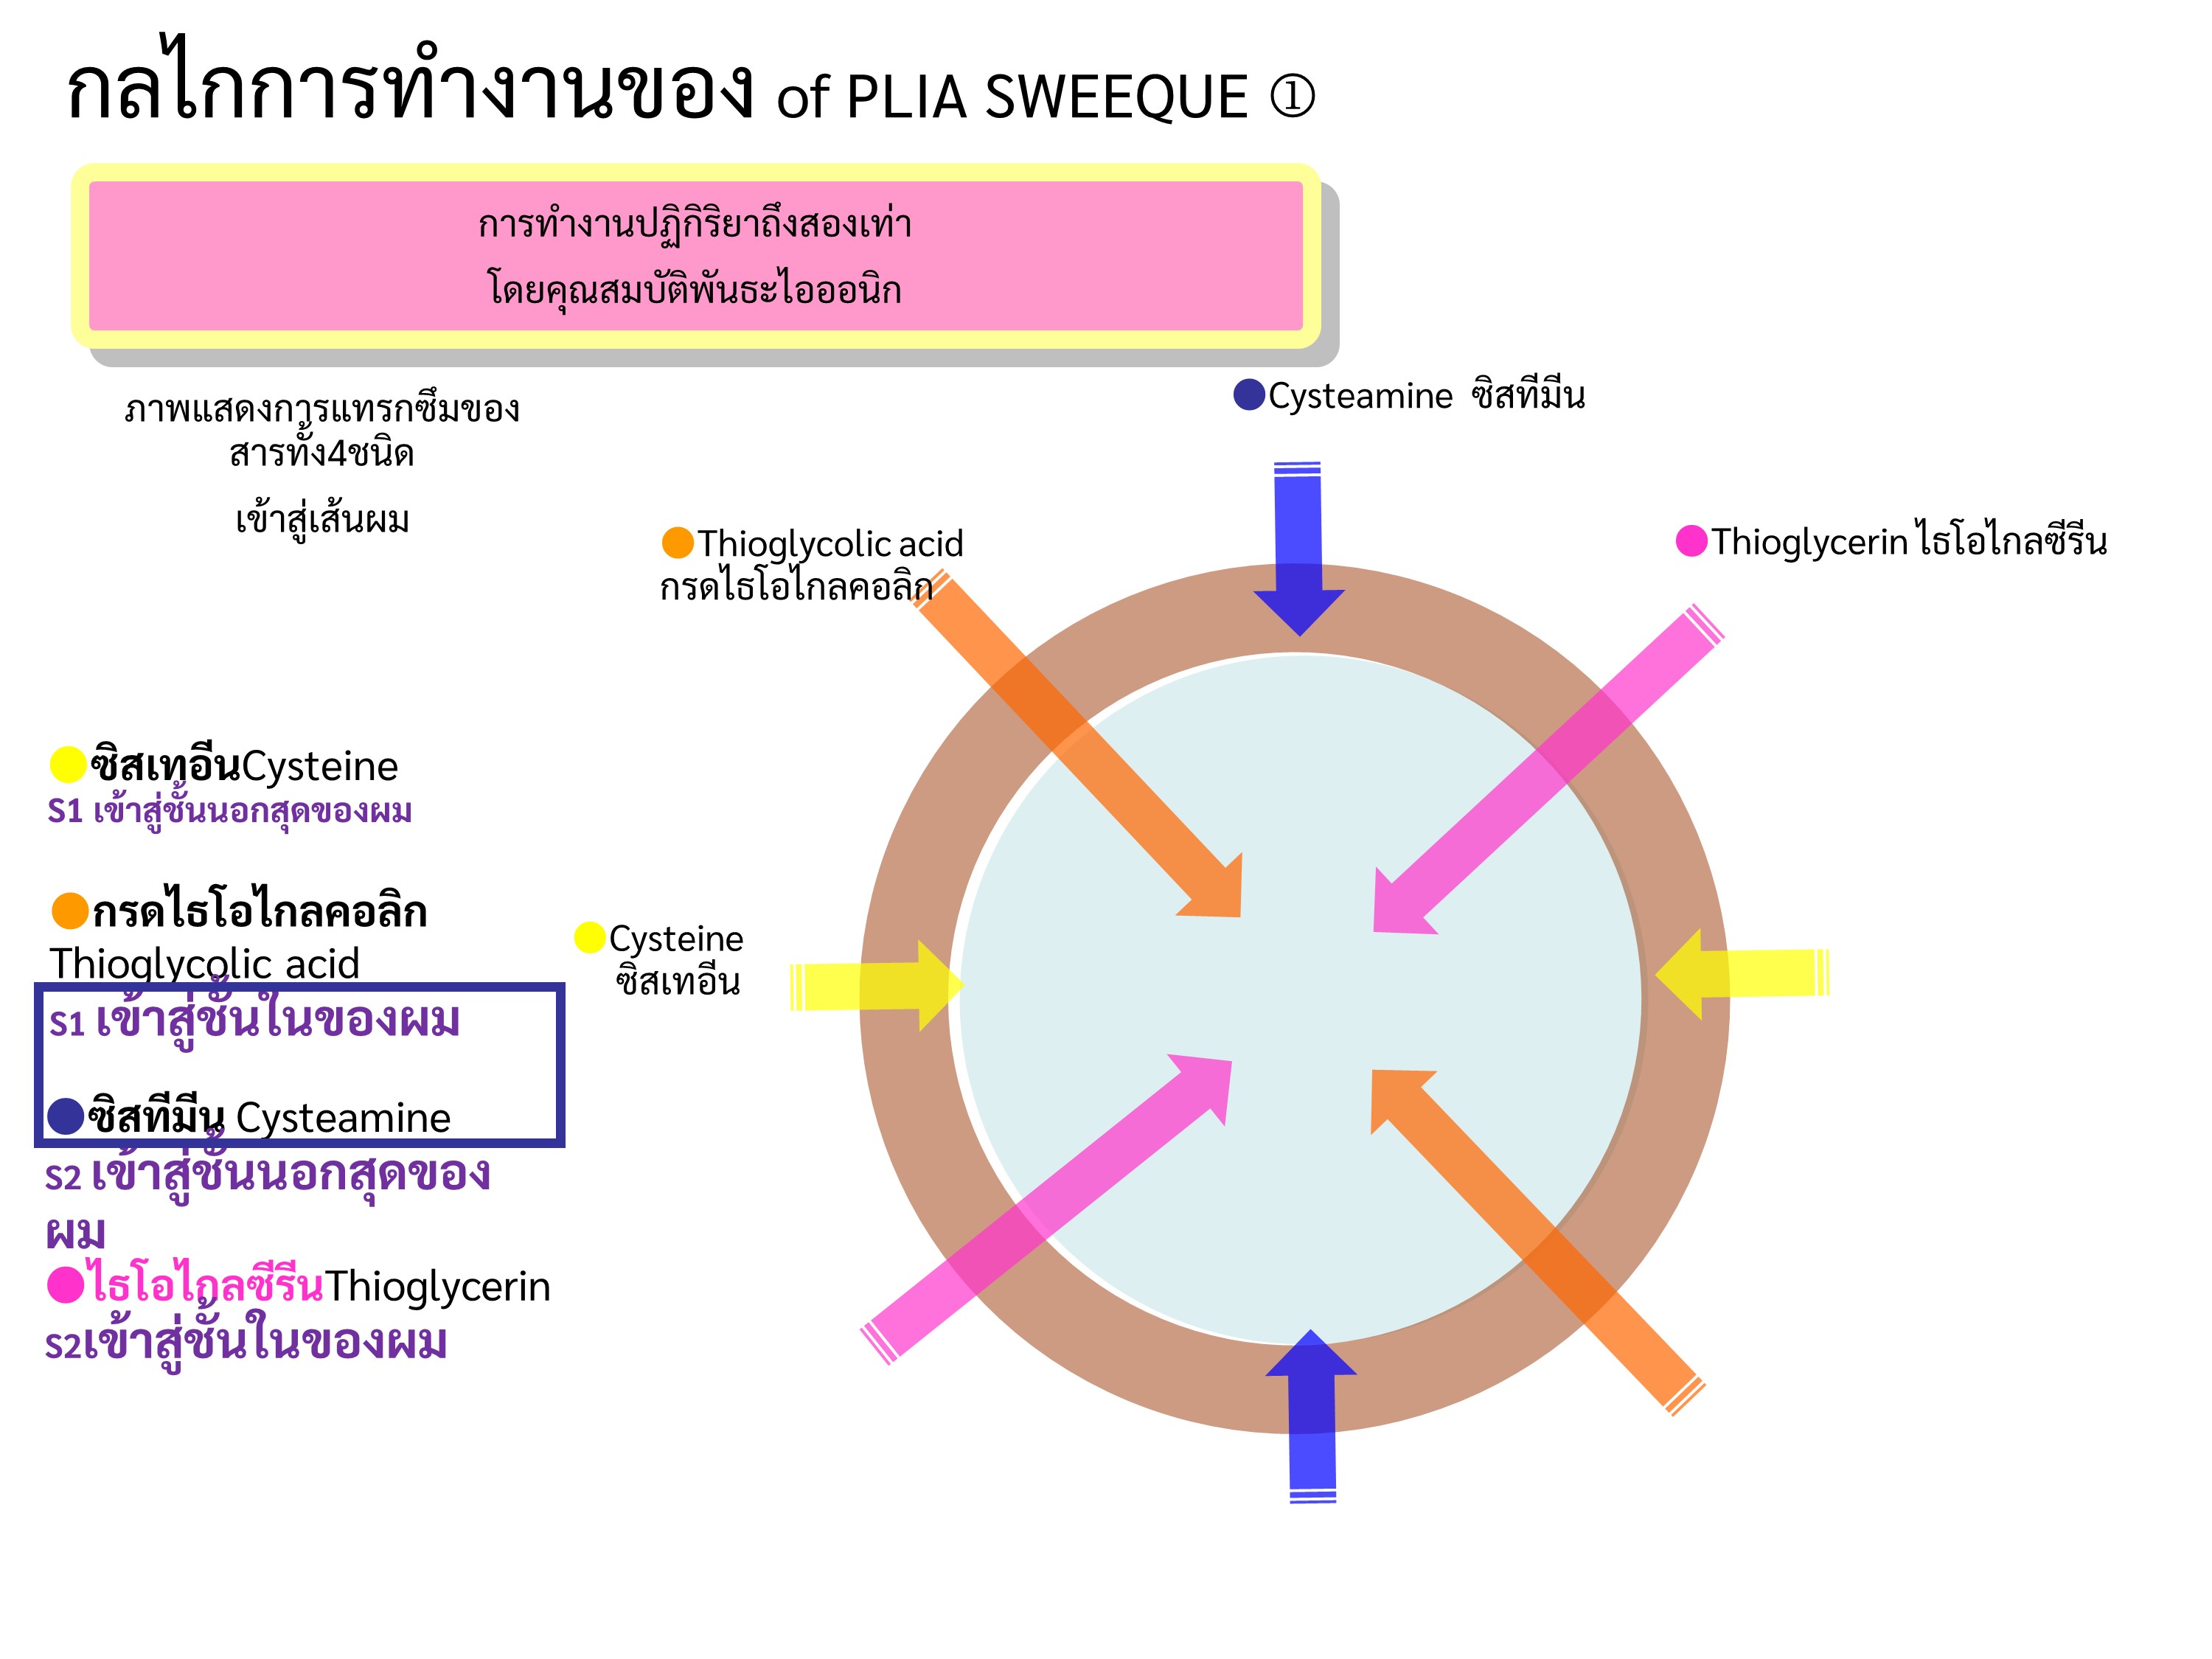 กลไกการทำงานของ of PLIA SWEEQUE ①
การทำงานปฏิกิริยาถึงสองเท่า
โดยคุณสมบัติพันธะไอออนิก
ภาพแสดงการแทรกซึมของ
สารทั้ง4ชนิด
เข้าสู่เส้นผม
●Cysteamine ซิสทีมีน
●Thioglycolic acid
กรดไธโอไกลคอลิก
●Thioglycerin ไธโอไกลซีรีน
●ซิสเทอีนCysteine
S1 เข้าสู่ชั้นนอกสุดของผม
●กรดไธโอไกลคอลิก
Thioglycolic acid
S1 เข้าสู่ชั้นในของผม
●ซิสทีมีน Cysteamine
S2 เข้าสู่ชั้นนอกสุดของ
ผม
●ไธโอไกลซีรีนThioglycerin
S2เข้าสู่ชั้นในของผม
●Cysteine
ซิสเทอีน